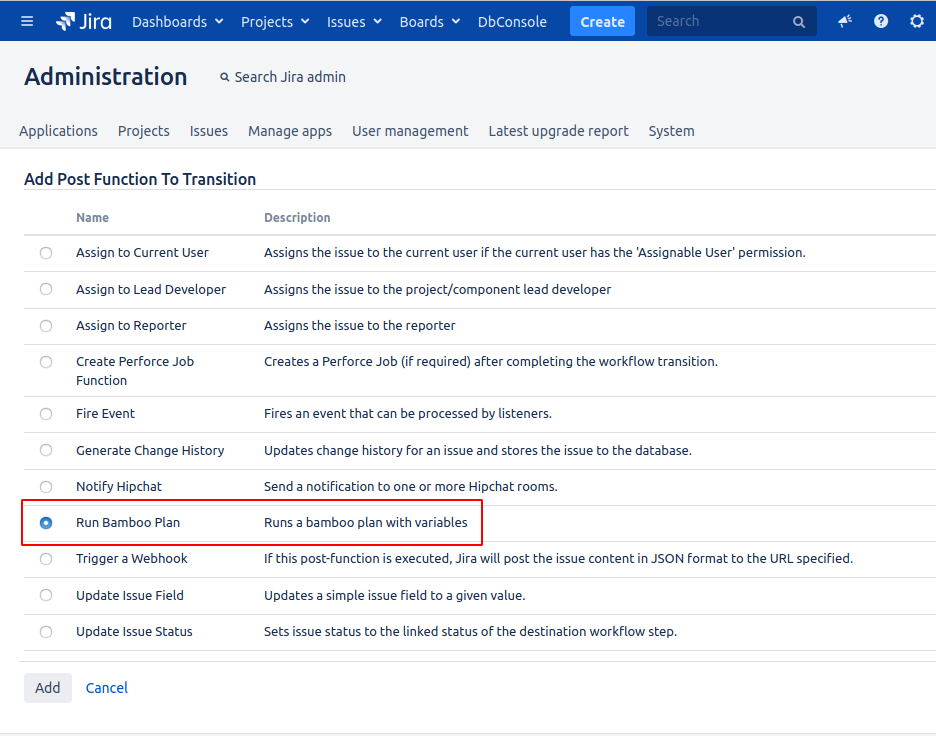 Jira Dashboards Projects Issues Boards DbConsole Create Search
Administration Search Jira admin
Applications Projects Issues Manage apps User management Latest upgrade report System
Add Post Function To Transition
Name Description
Assign to Current User Assigns the issue to the current user if the current user has the 'Assignable User' permission.
Assign to Lead Developer Assigns the issue to the project/component lead developer
Assign to Reporter Assigns the issue to the reporter
Create Perforce Job Creates a Perforce Job (if required) after completing the workflow transition.
Function
Fire Event Fires an event that can be processed by listeners.
Generate Change History Updates change history for an issue and stores the issue to the database.
Notify Hipchat Send a notification to one or more Hipchat rooms.
Run Bamboo Plan Runs a bamboo plan with variables
Trigger a Webhook If this post-function is executed, Jira will post the issue content in JSON format to the URL specified.
Update Issue Field Updates a simple issue field to a given value.
Update Issue Status Sets issue status to the linked status of the destination workflow step.
Add Cancel